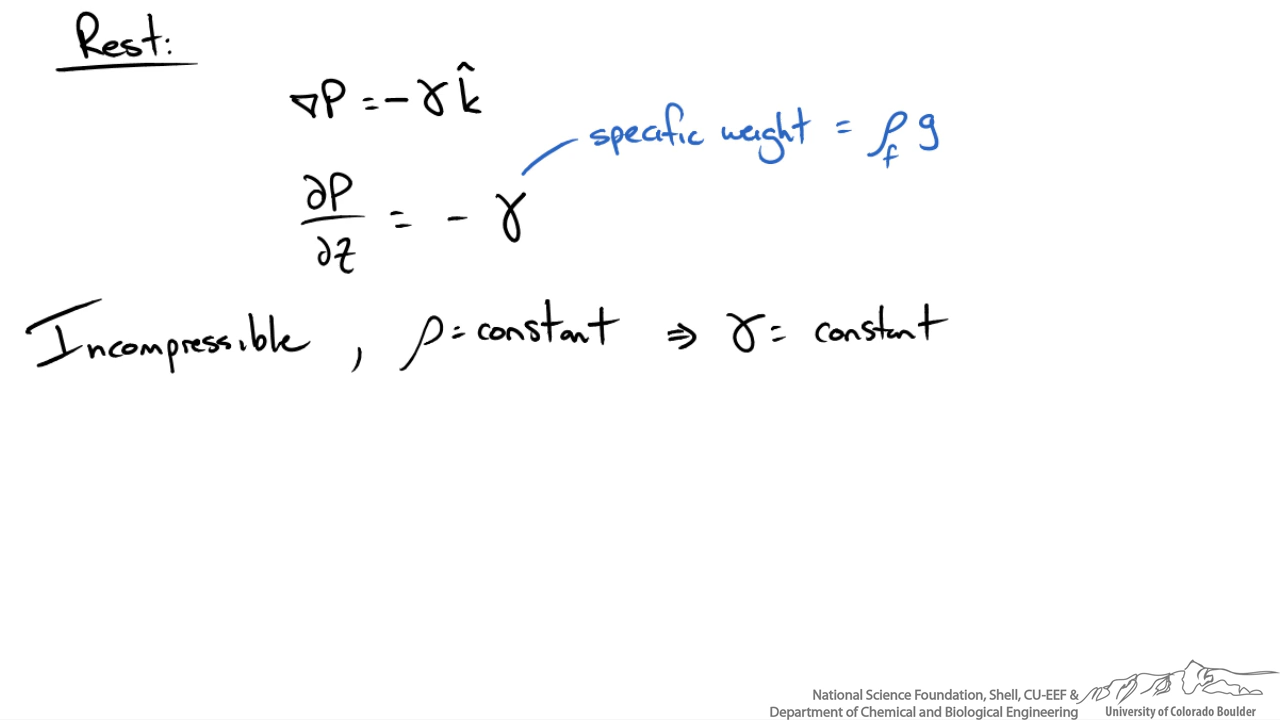 Rest:
∇P = - γ k̂
specific weight = ρ_f g
∂P/∂z = - γ
Incompressible, ρ = constant ⇒ γ = constant
National Science Foundation, Shell, CU-EEF &
Department of Chemical and Biological Engineering
University of Colorado Boulder